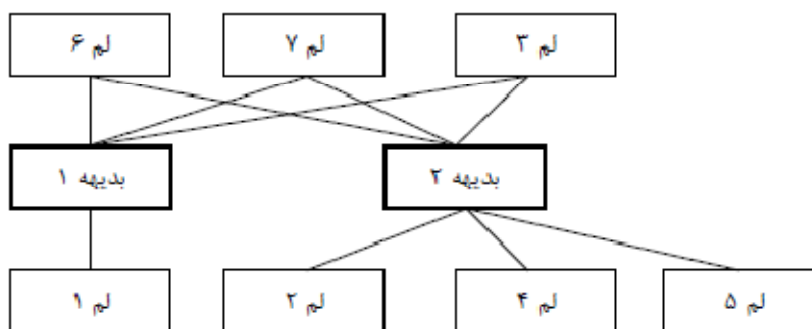 لم ۳
لم ۷
لم ۶
بدیهه ۲
بدیهه ۱
لم ۵
لم ۴
لم ۲
لم ۱